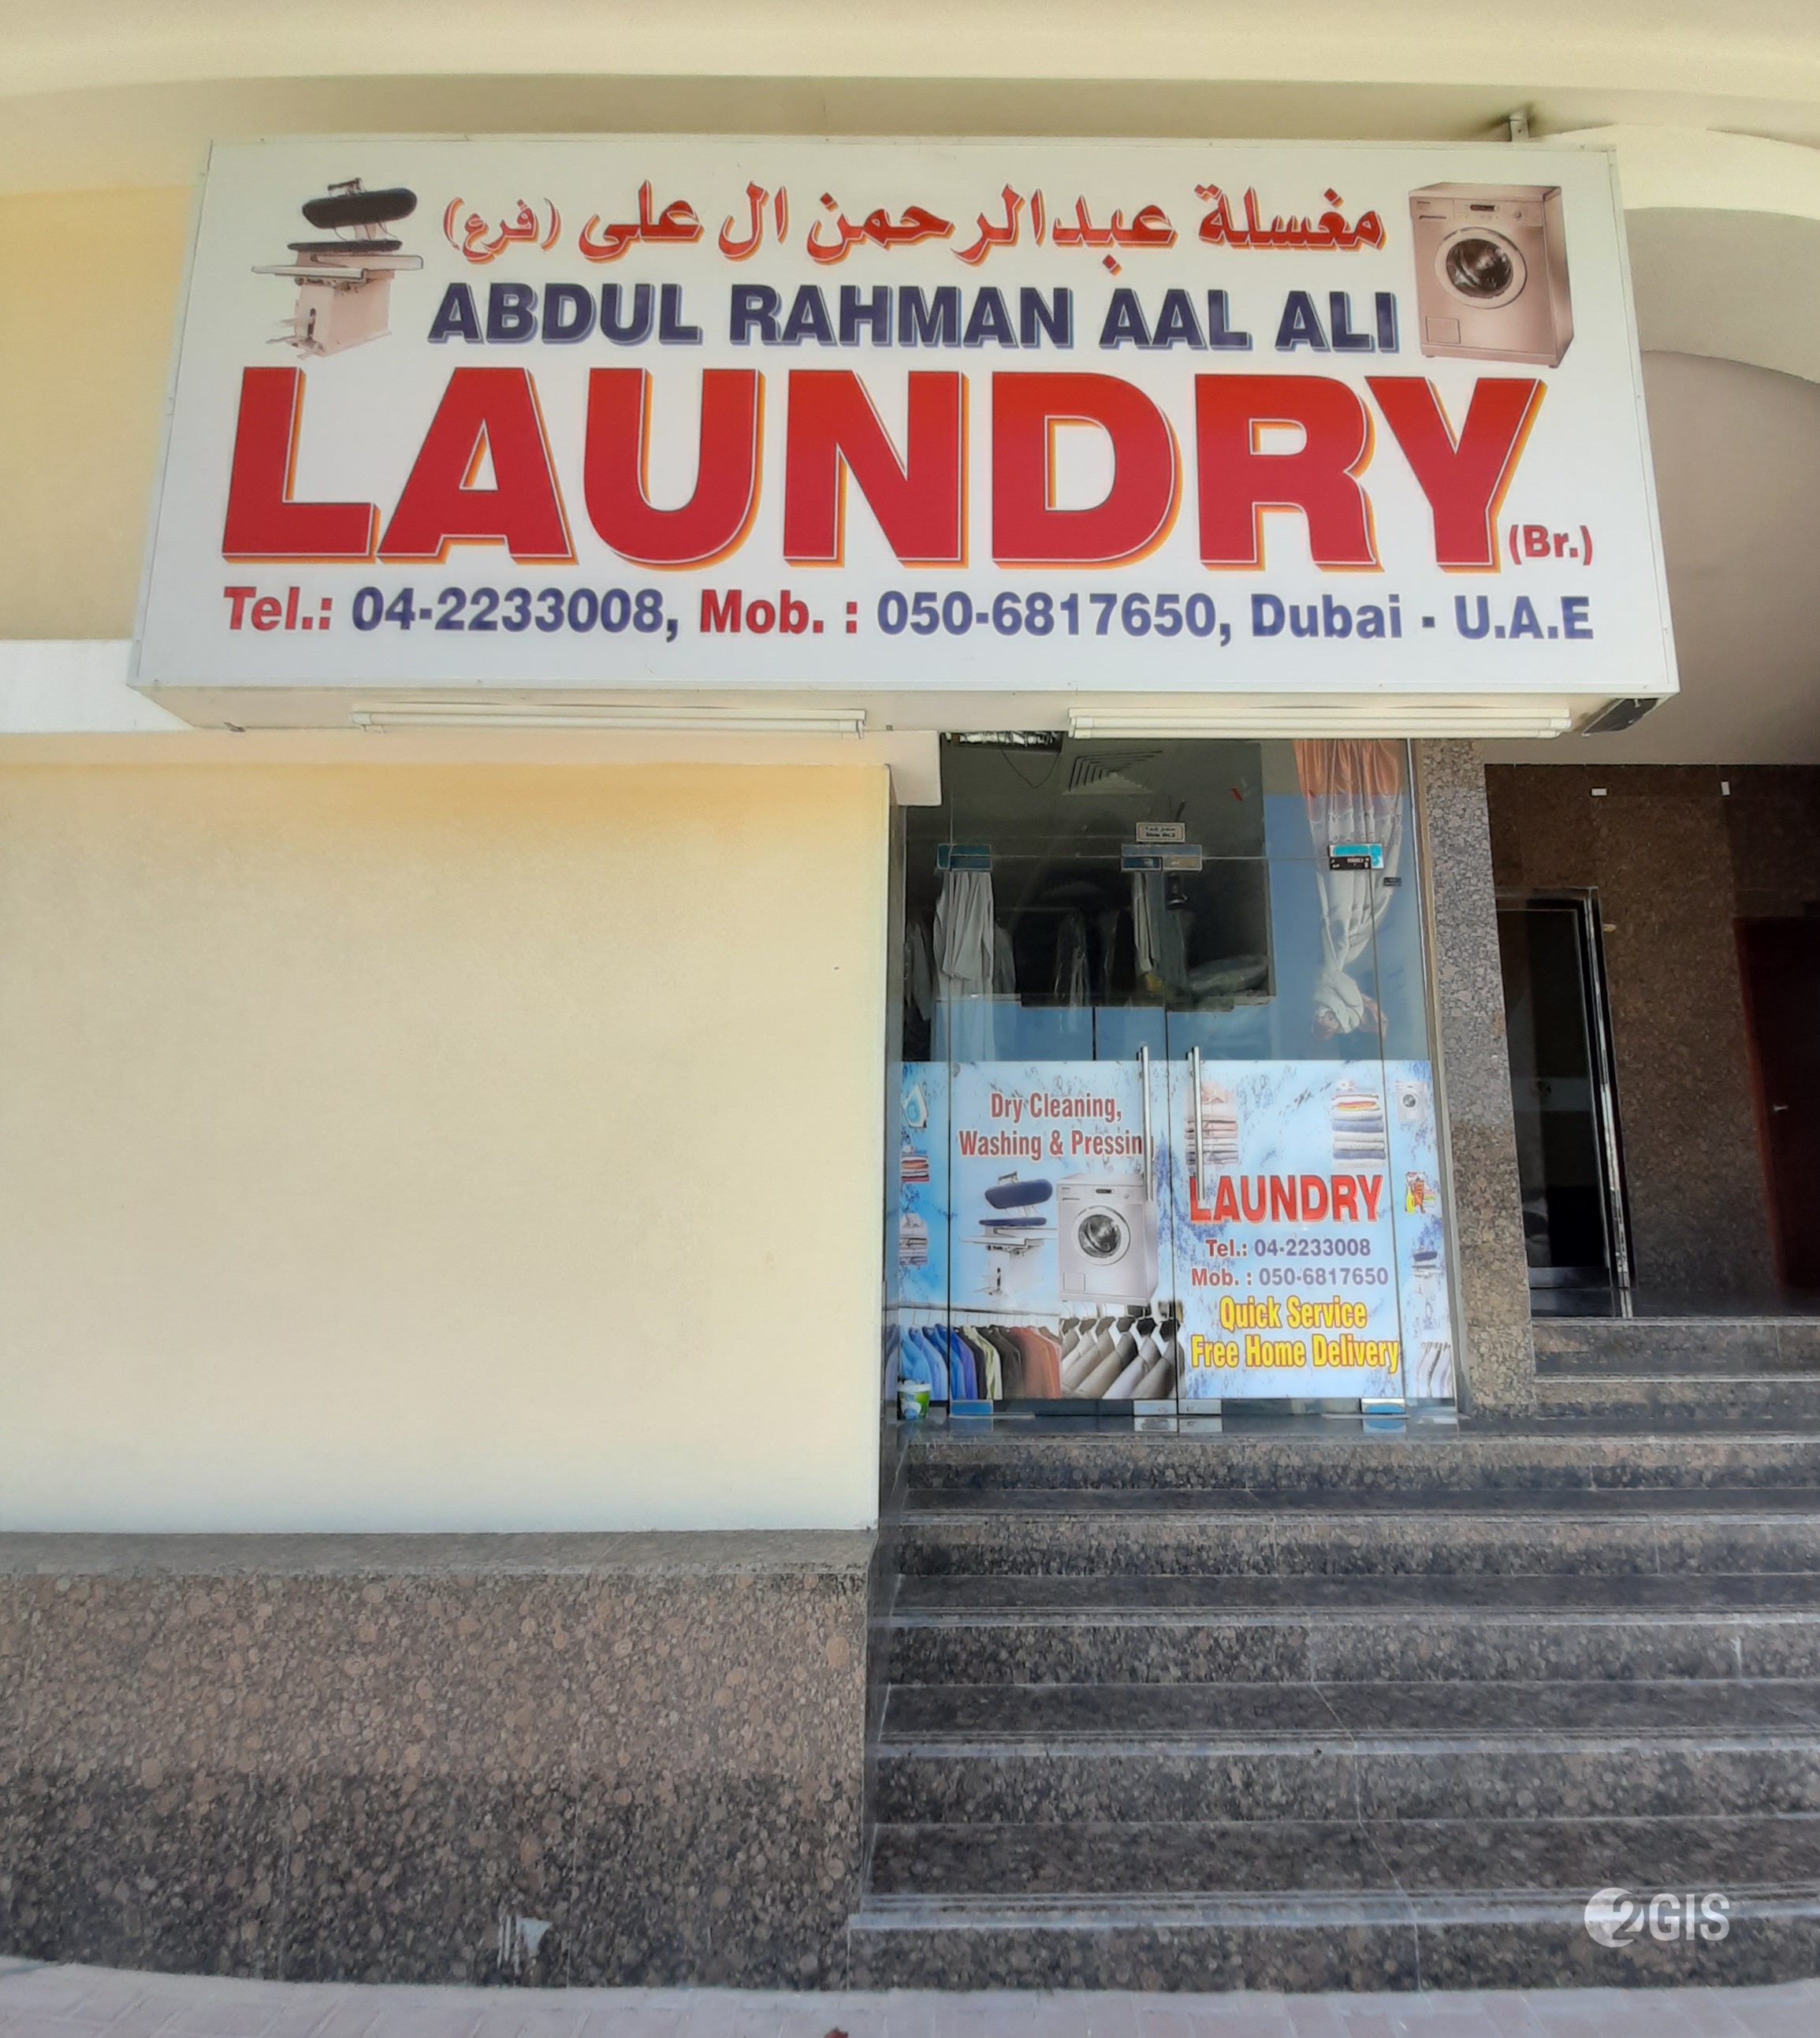 مغسلة عبدالرحمن ال على (فرع)
ABDUL RAHMAN AAL ALI
LAUNDRY (Br.)
Tel.: 04-2233008, Mob. : 050-6817650, Dubai - U.A.E
Dry Cleaning,
Washing & Pressin
LAUNDRY
Tel.: 04-2233008
Mob. : 050-6817650
Quick Service
Free Home Delivery
2GIS